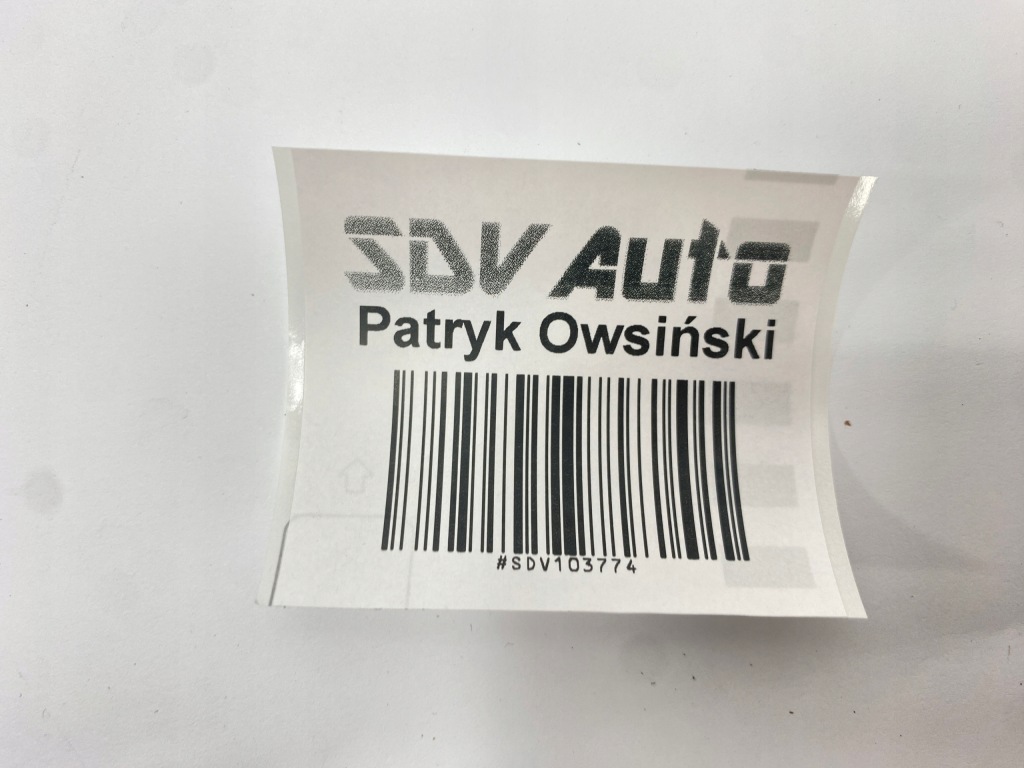 SDV Auto
Patryk Owsiński
#SDV103774